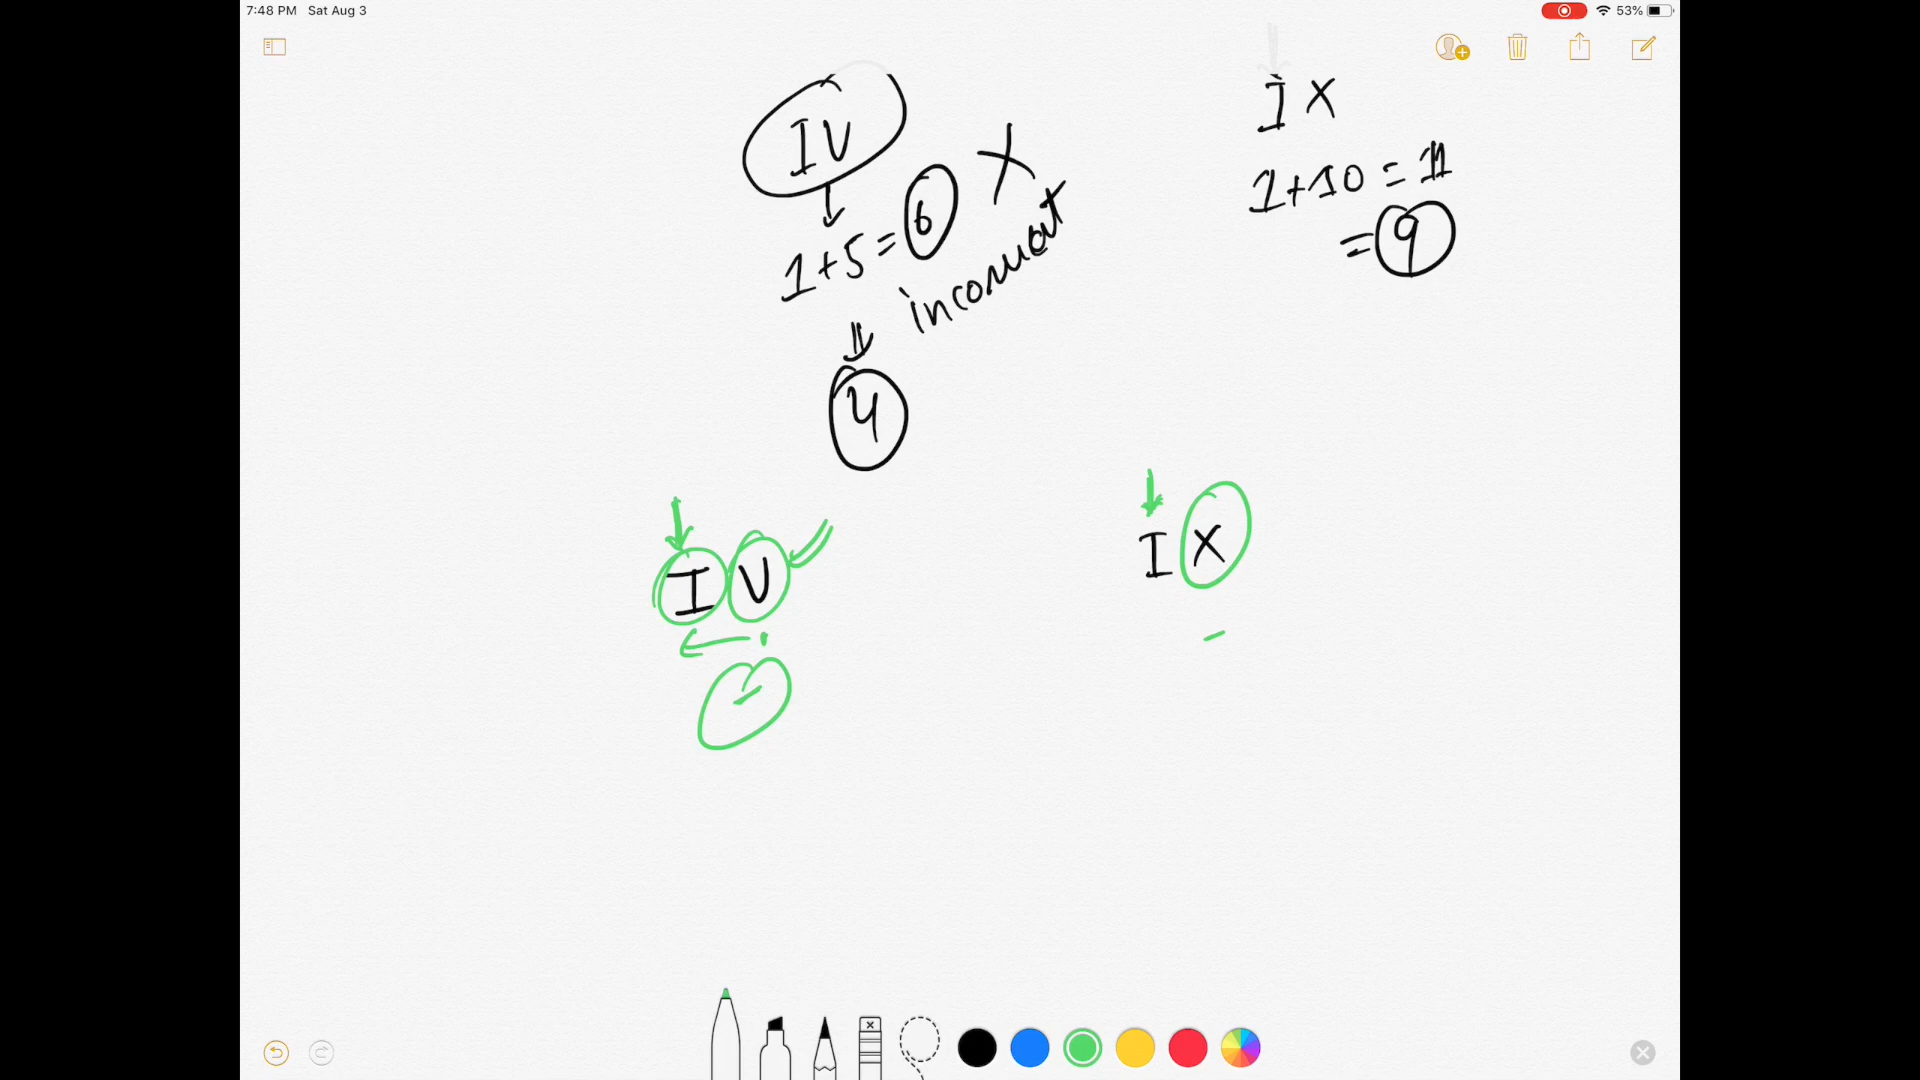 7:48 PM Sat Aug 3
53%
IV
1+5=6 X
4
IX
1+10=11
=9
IV
-
IX
-